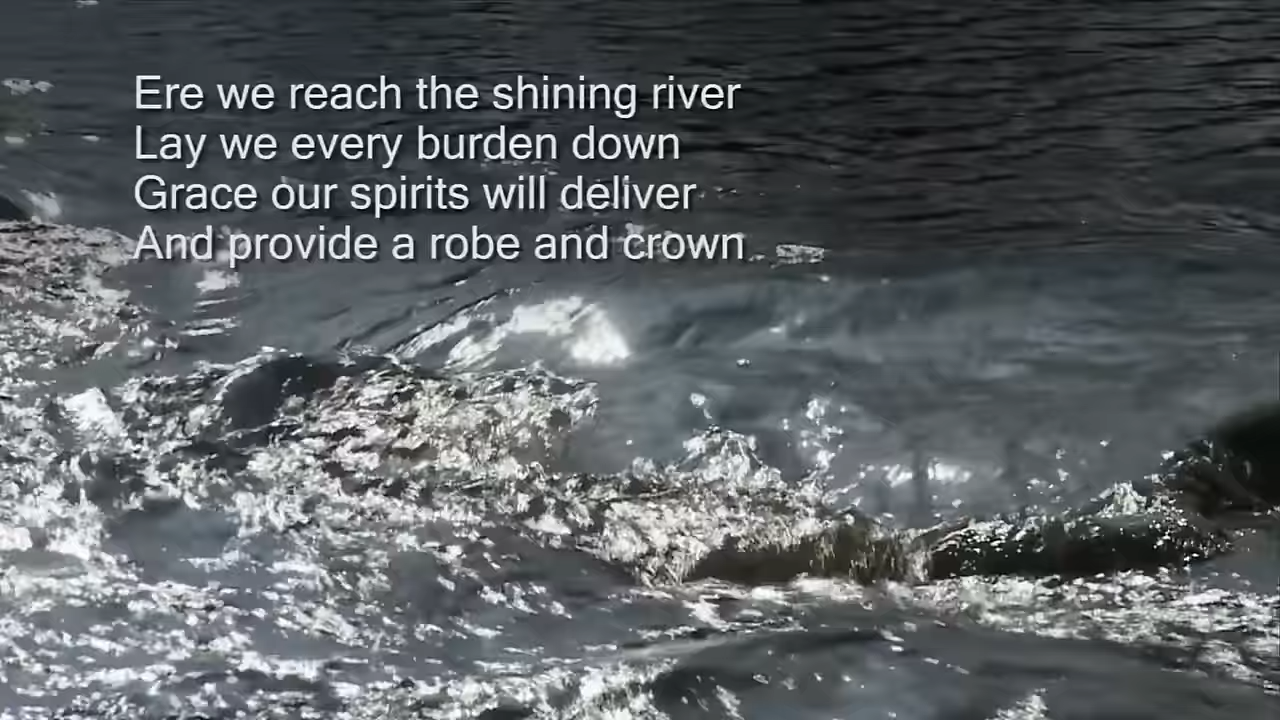 Ere we reach the shining river
Lay we every burden down
Grace our spirits will deliver
And provide a robe and crown